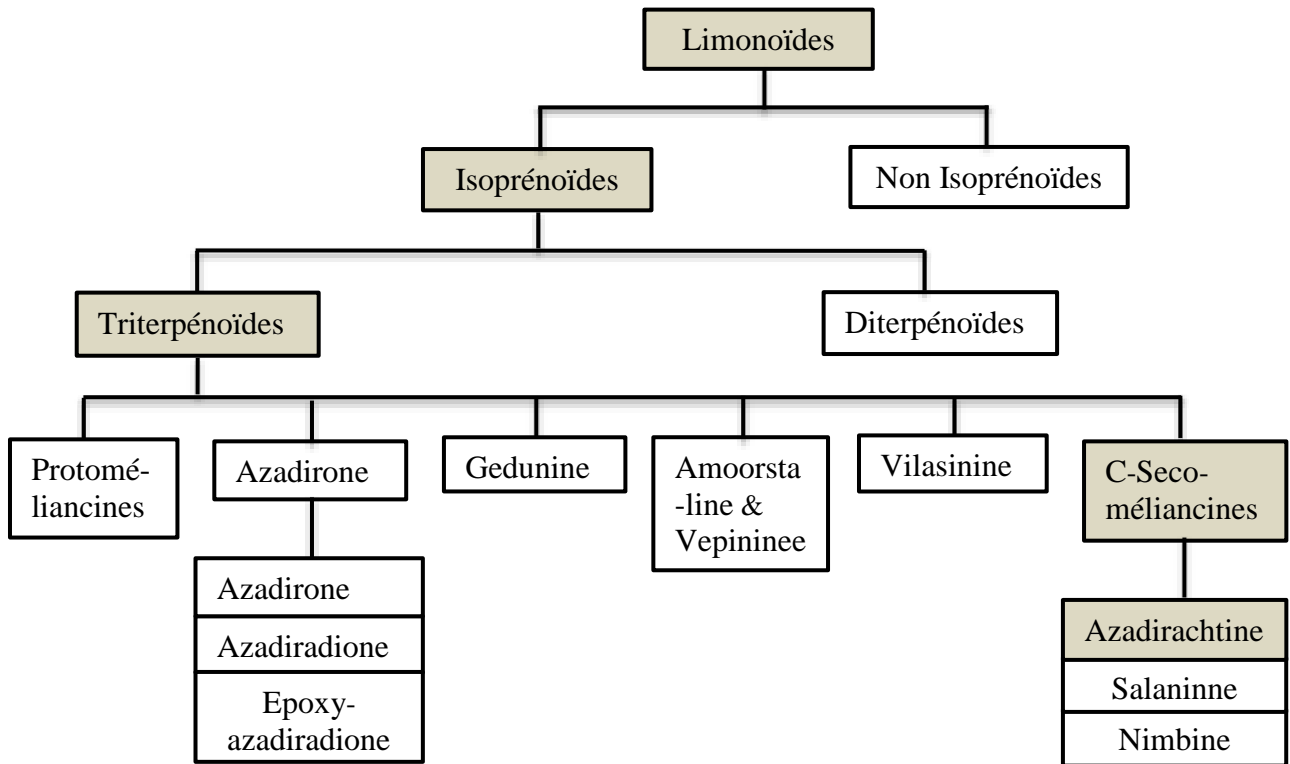 Limonoïdes
Isoprénoïdes
Non Isoprénoïdes
Triterpénoïdes
Diterpénoïdes
Protomé-
liancines
Azadirone
Gedunine
Amoorsta
-line &
Vepininee
Vilasinine
C-Seco-
méliancines
Azadirone
Azadiradione
Epoxy-
azadiradione
Azadirachtine
Salaninne
Nimbine